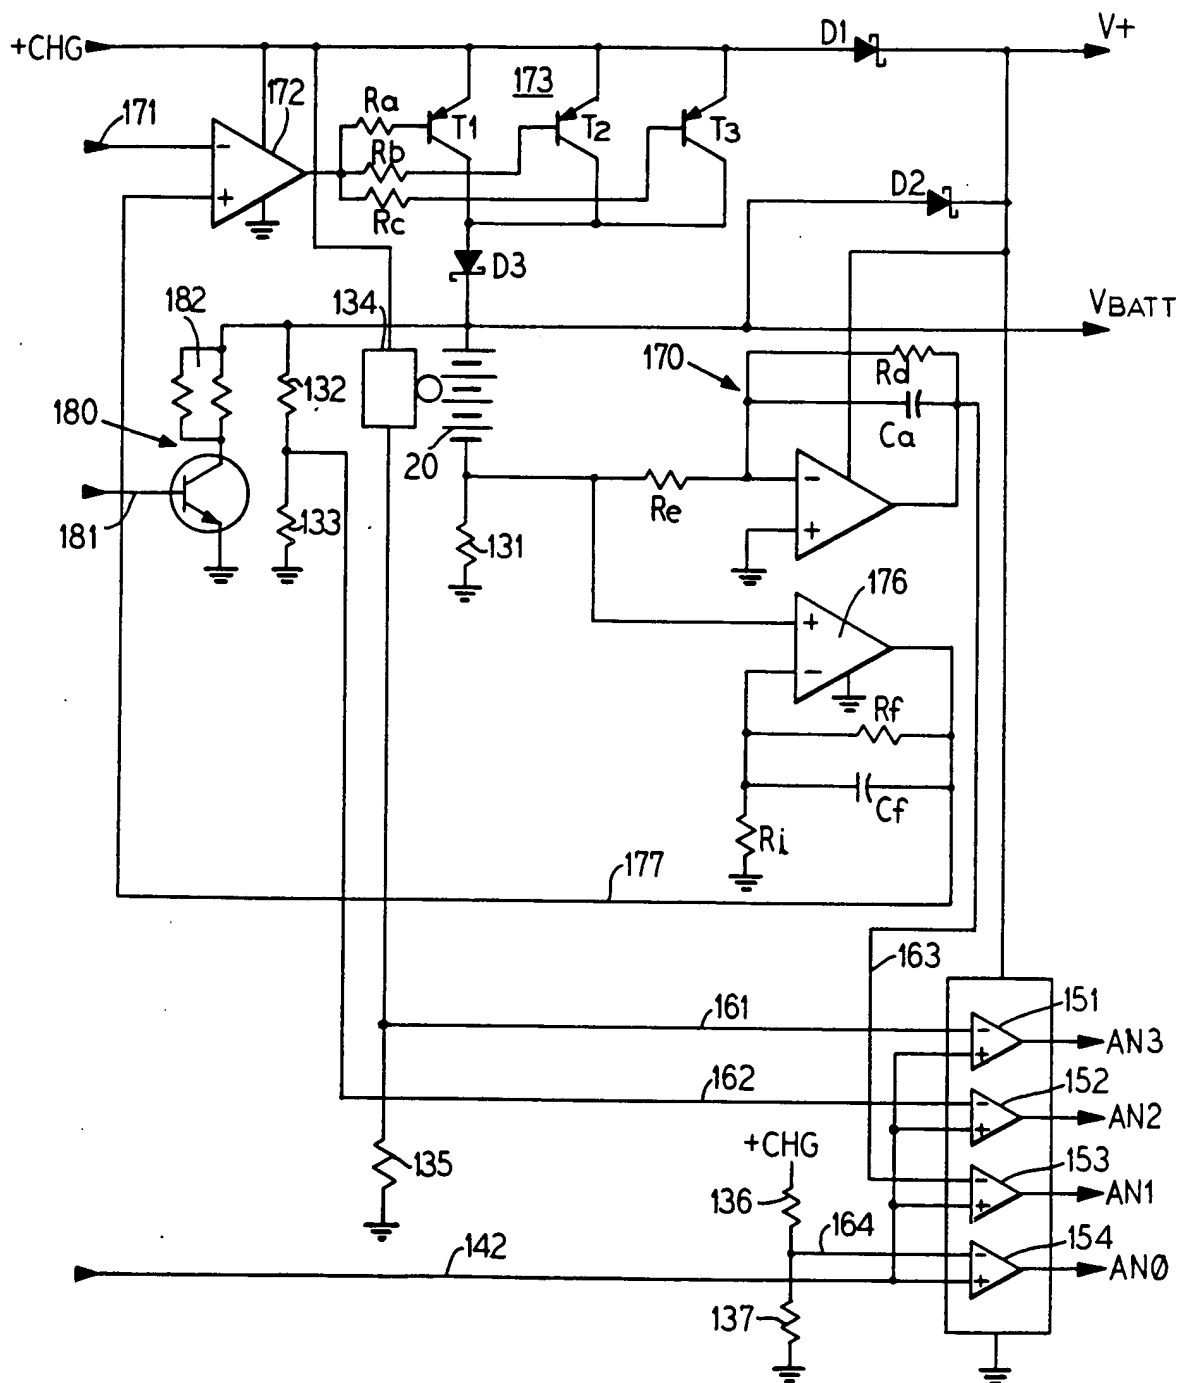 D1
V+
+CHG
173
172
171
Ra
T1
T2
T3
Rb
Rc
−
+
D2
D3
182
134
VBATT
170
Rd
132
180
Ca
20
−
Re
133
131
181
+
176
+
−
Rf
Cf
Ri
177
163
151
161
−
AN3
+
152
162
−
AN2
+
+CHG
135
153
−
AN1
136
+
164
154
142
−
AN0
+
137